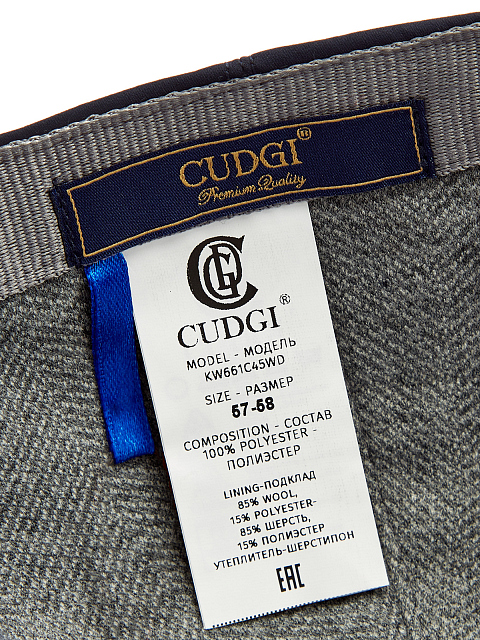 CUDGI®
Premium Quality
CUDGI®
MODEL - МОДЕЛЬ
KW661C45WD
SIZE - РАЗМЕР
57-58
COMPOSITION - СОСТАВ
100% POLYESTER -
ПОЛИЭСТЕР
LINING-ПОДКЛАД
85% WOOL,
15% POLYESTER-
85% ШЕРСТЬ,
15% ПОЛИЭСТЕР
УТЕПЛИТЕЛЬ-ШЕРСТИПОН
EAC